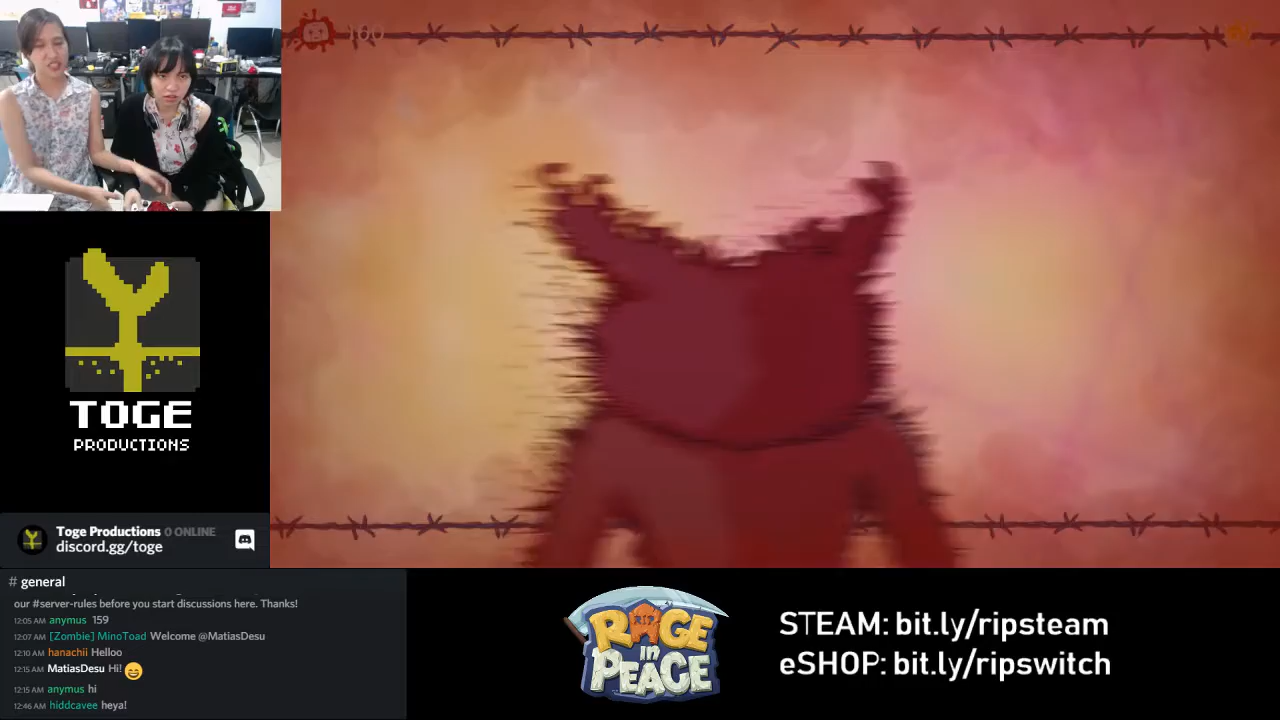 160
TOGE
PRODUCTIONS
Toge Productions 0 ONLINE
discord.gg/toge
# general
our #server-rules before you start discussions here. Thanks!
12:05 AM anymus 159
12:07 AM [Zombie] MinoToad Welcome @MatiasDesu
12:10 AM hanachii Helloo
12:15 AM MatiasDesu Hi! 😄
12:15 AM anymus hi
12:46 AM hiddcavee heya!
RIP
RAGE
in
PEACE
STEAM: bit.ly/ripsteam
eSHOP: bit.ly/ripswitch